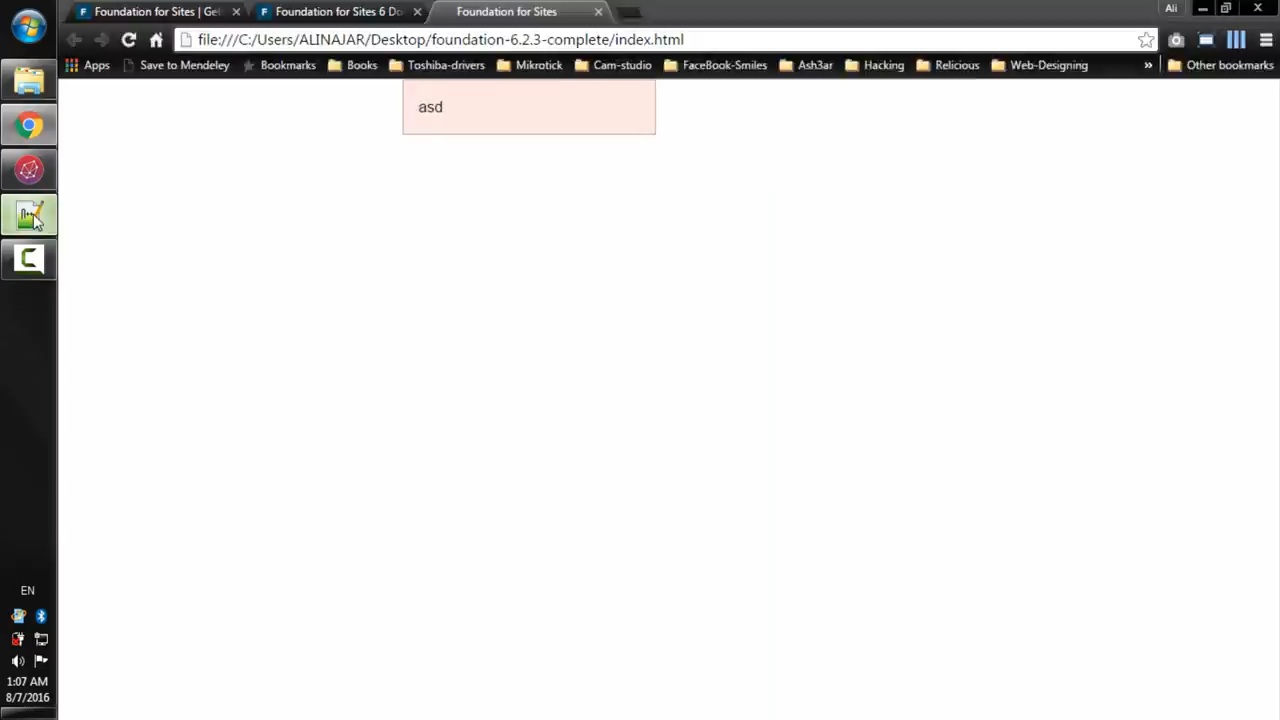 Foundation for Sites | Gel
Foundation for Sites 6 Do
Foundation for Sites
Ali
file:///C:/Users/ALINAJAR/Desktop/foundation-6.2.3-complete/index.html
Apps Save to Mendeley Bookmarks Books Toshiba-drivers Mikrotick Cam-studio FaceBook-Smiles Ash3ar Hacking Relicious Web-Designing » Other bookmarks
asd
EN
1:07 AM
8/7/2016